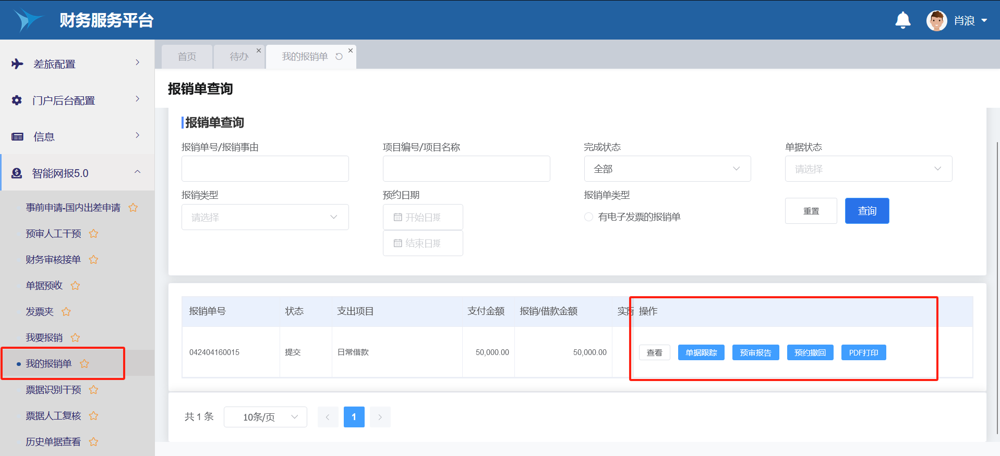 财务服务平台
肖浪
差旅配置
门户后台配置
信息
智能网报5.0
事前申请-国内出差申请
预审人工干预
财务审核接单
单据预收
发票夹
我要报销
我的报销单
票据识别干预
票据人工复核
历史单据查看
首页
待办
我的报销单
报销单查询
报销单查询
报销单号/报销事由
项目编号/项目名称
完成状态
单据状态
全部
请选择
报销类型
预约日期
报销单类型
请选择
开始日期
结束日期
有电子发票的报销单
重置
查询
报销单号 状态 支出项目 支付金额 报销/借款金额 实际 操作
042404160015 提交 日常借款 50,000.00 50,000.00 查看 单据跟踪 预审报告 预约撤回 PDF打印
共 1 条 10条/页 1